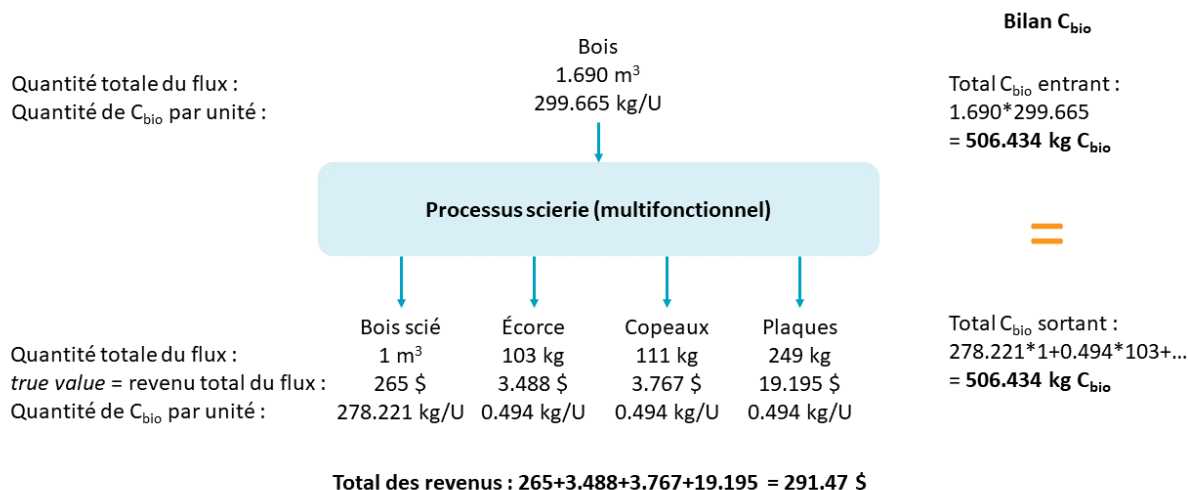 Bilan Cbio
Bois
Quantité totale du flux : 1.690 m³ Total Cbio entrant :
Quantité de Cbio par unité : 299.665 kg/U 1.690*299.665
= 506.434 kg Cbio
Processus scierie (multifonctionnel)
=
Bois scié Écorce Copeaux Plaques Total Cbio sortant :
Quantité totale du flux : 1 m³ 103 kg 111 kg 249 kg 278.221*1+0.494*103+...
true value = revenu total du flux : 265 $ 3.488 $ 3.767 $ 19.195 $ = 506.434 kg Cbio
Quantité de Cbio par unité : 278.221 kg/U 0.494 kg/U 0.494 kg/U 0.494 kg/U
Total des revenus : 265+3.488+3.767+19.195 = 291.47 $